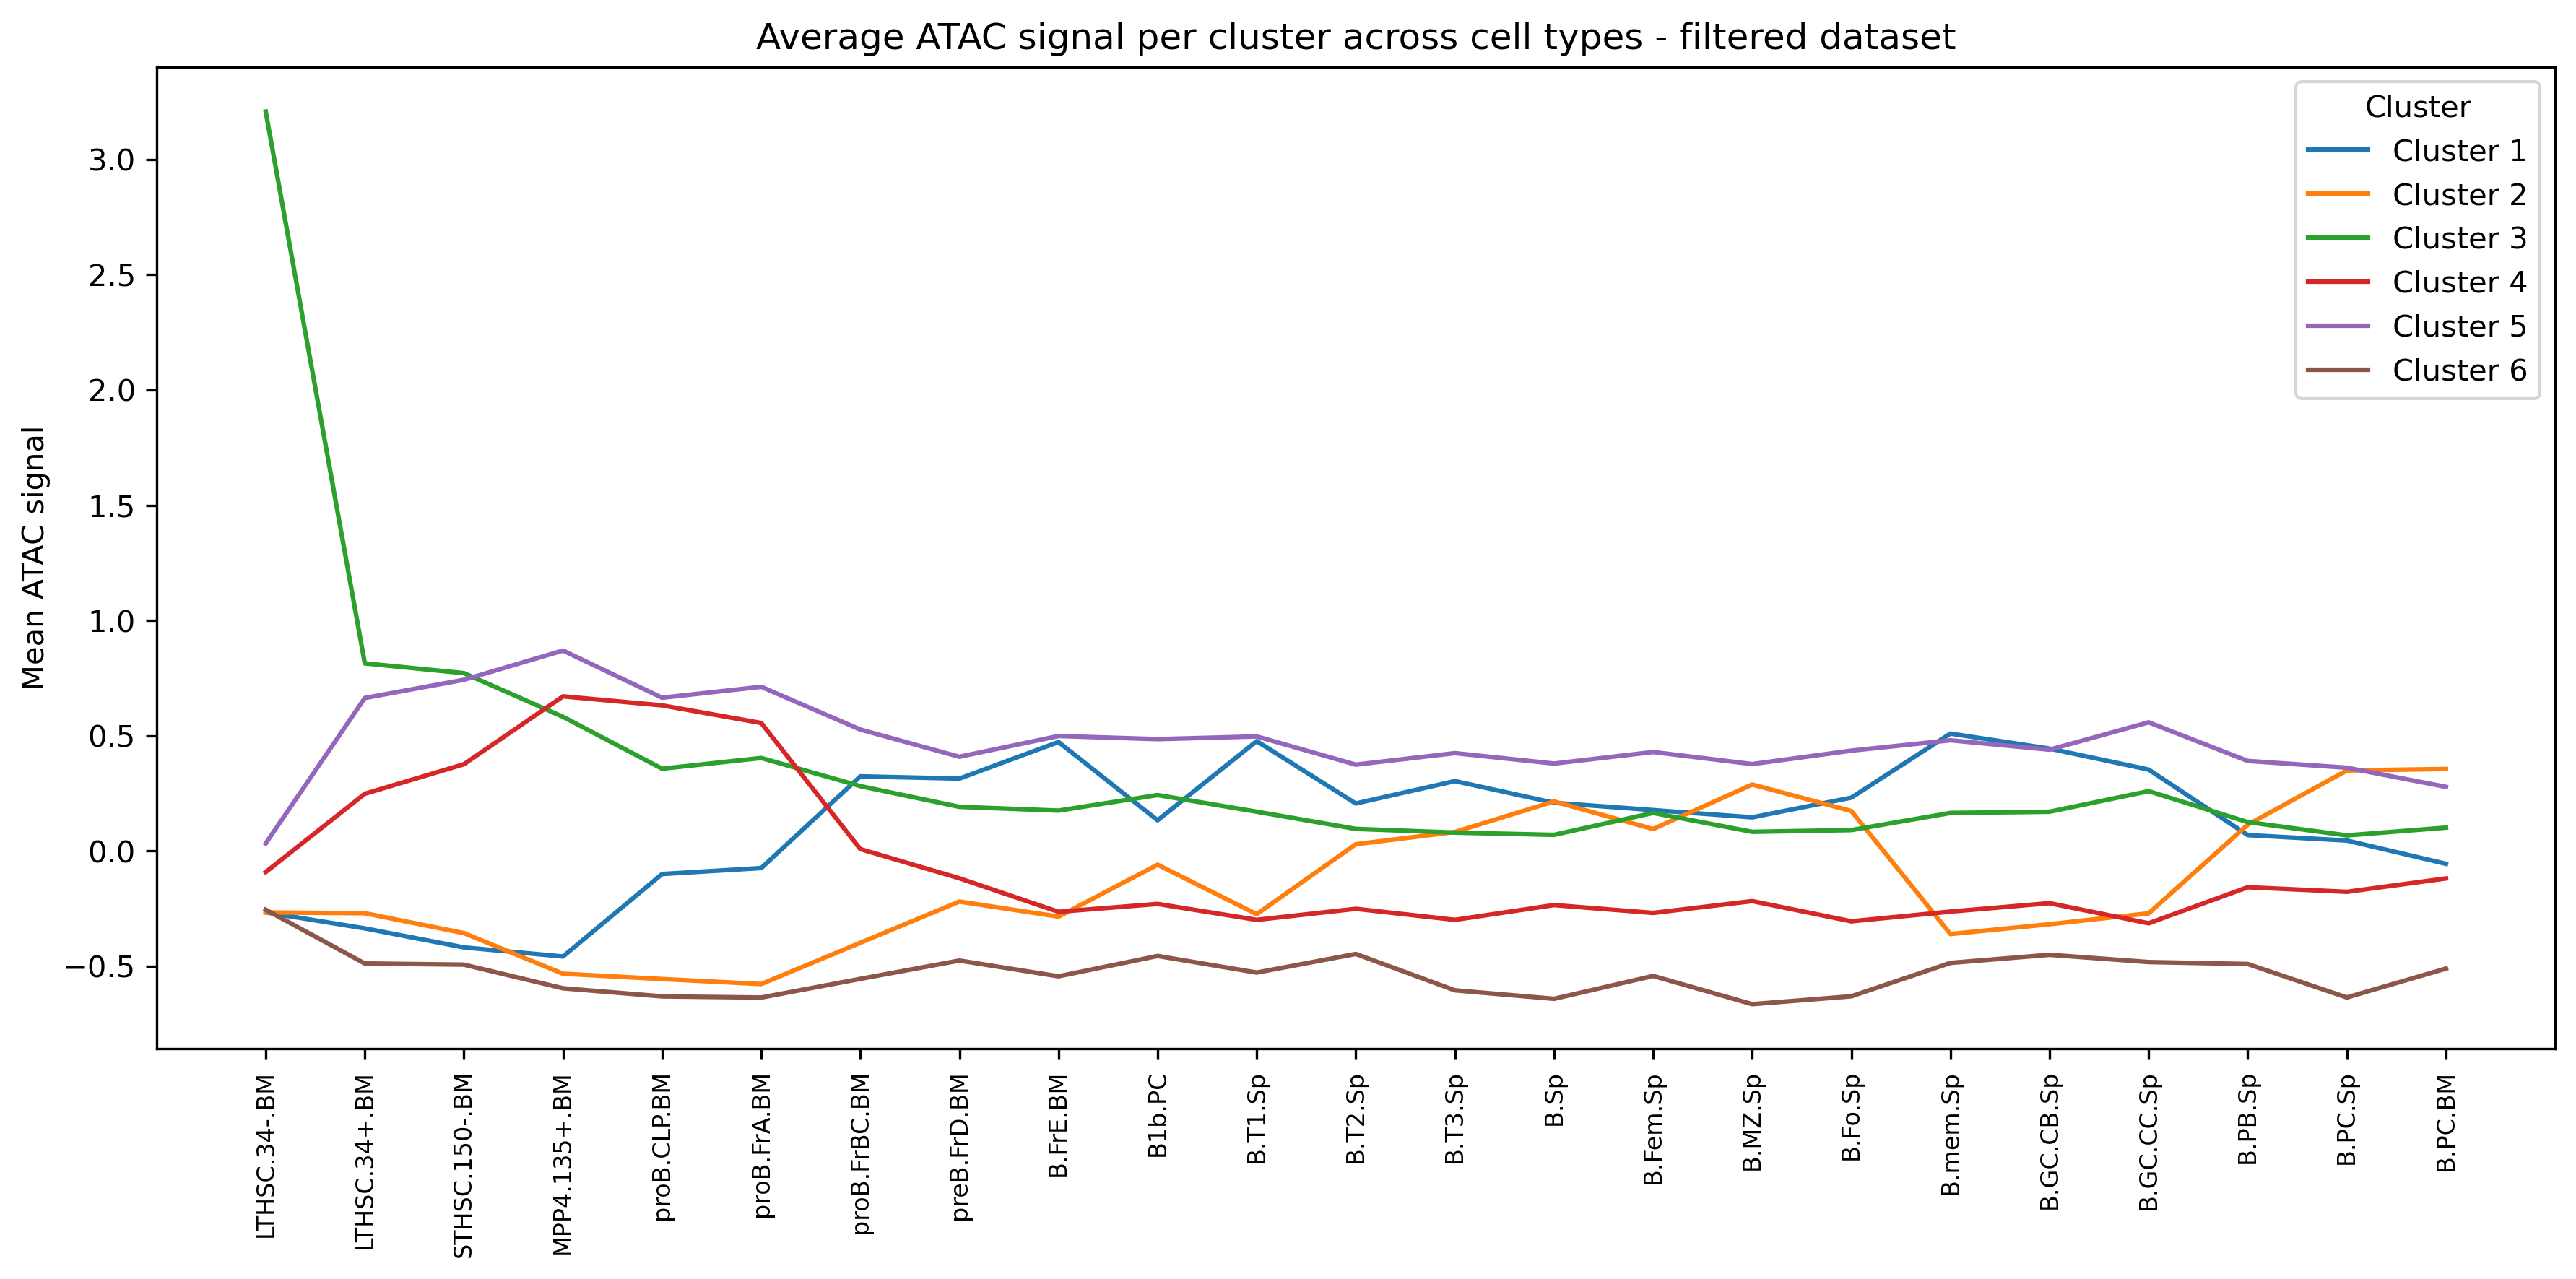 Average ATAC signal per cluster across cell types - filtered dataset
Mean ATAC signal
3.0
2.5
2.0
1.5
1.0
0.5
0.0
−0.5
Cluster
Cluster 1
Cluster 2
Cluster 3
Cluster 4
Cluster 5
Cluster 6
LTHSC.34-.BM
LTHSC.34+.BM
STHSC.150-.BM
MPP4.135+.BM
proB.CLP.BM
proB.FrA.BM
proB.FrBC.BM
preB.FrD.BM
B.FrE.BM
B1b.PC
B.T1.Sp
B.T2.Sp
B.T3.Sp
B.Sp
B.Fem.Sp
B.MZ.Sp
B.Fo.Sp
B.mem.Sp
B.GC.CB.Sp
B.GC.CC.Sp
B.PB.Sp
B.PC.Sp
B.PC.BM